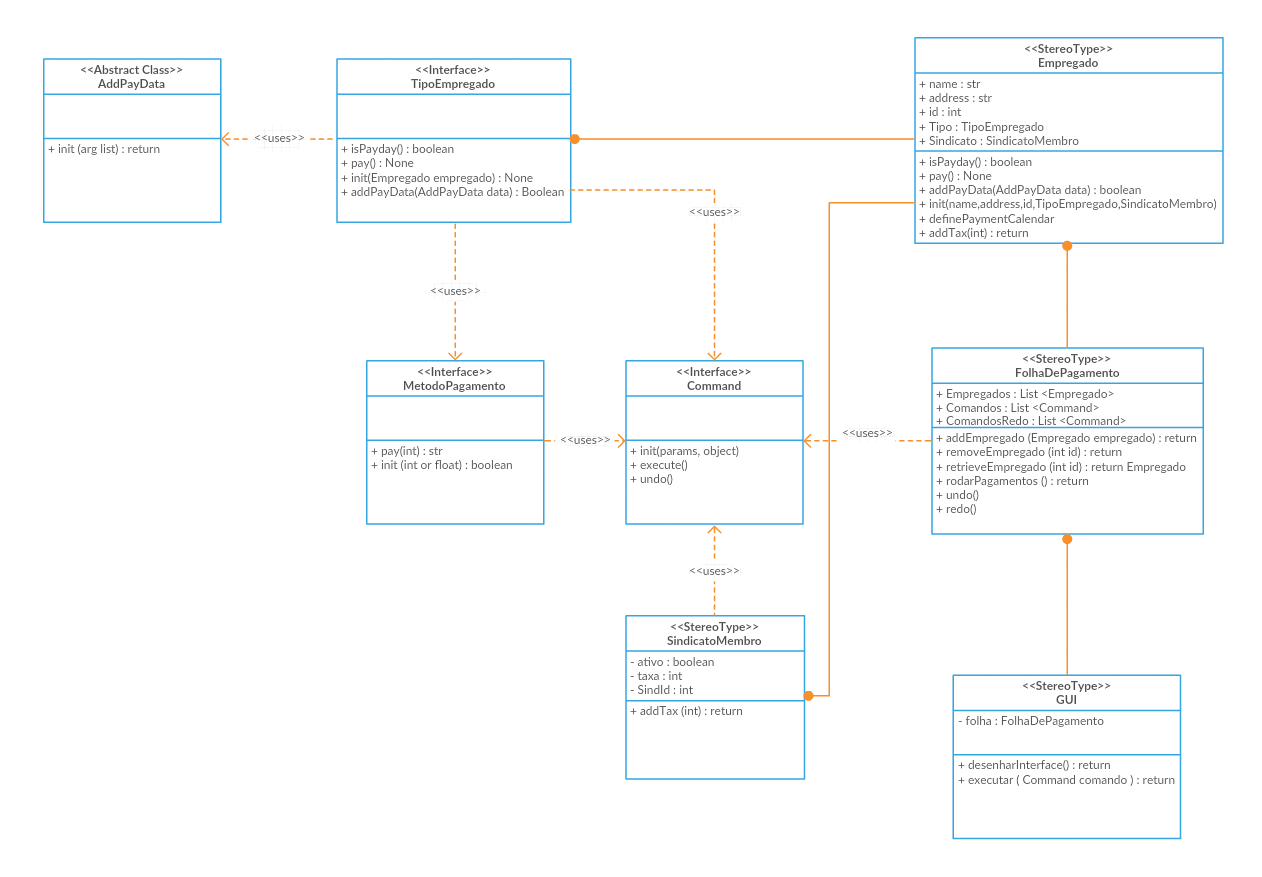 <<Abstract Class>>
AddPayData
+ init (arg list) : return
<<uses>>
<<Interface>>
TipoEmpregado
+ isPayday() : boolean
+ pay() : None
+ init(Empregado empregado) : None
+ addPayData(AddPayData data) : Boolean
<<uses>>
<<StereoType>>
Empregado
+ name : str
+ address : str
+ id : int
+ Tipo : TipoEmpregado
+ Sindicato : SindicatoMembro
+ isPayday() : boolean
+ pay() : None
+ addPayData(AddPayData data) : boolean
+ init(name,address,id,TipoEmpregado,SindicatoMembro)
+ definePaymentCalendar
+ addTax(int) : return
<<uses>>
<<Interface>>
MetodoPagamento
+ pay(int) : str
+ init (int or float) : boolean
<<uses>>
<<Interface>>
Command
+ init(params, object)
+ execute()
+ undo()
<<uses>>
<<StereoType>>
FolhaDePagamento
+ Empregados : List <Empregado>
+ Comandos : List <Command>
+ ComandosRedo : List <Command>
+ addEmpregado (Empregado empregado) : return
+ removeEmpregado (int id) : return
+ retrieveEmpregado (int id) : return Empregado
+ rodarPagamentos () : return
+ undo()
+ redo()
<<uses>>
<<StereoType>>
SindicatoMembro
- ativo : boolean
- taxa : int
- SindId : int
+ addTax (int) : return
<<StereoType>>
GUI
- folha : FolhaDePagamento
+ desenharInterface() : return
+ executar ( Command comando ) : return